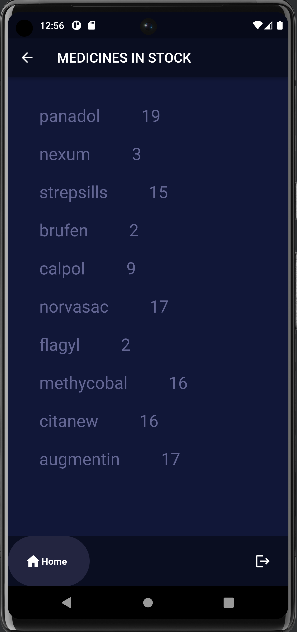 12:56
MEDICINES IN STOCK
panadol 19
nexum 3
strepsills 15
brufen 2
calpol 9
norvasac 17
flagyl 2
methycobal 16
citanew 16
augmentin 17
Home